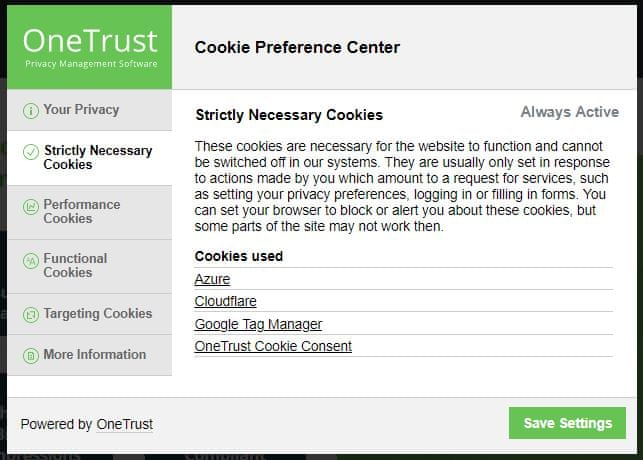 OneTrust
Privacy Management Software
Cookie Preference Center
Your Privacy
Strictly Necessary
Cookies
Performance
Cookies
Functional
Cookies
Targeting Cookies
More Information
Strictly Necessary Cookies
Always Active
These cookies are necessary for the website to function and cannot
be switched off in our systems. They are usually only set in response
to actions made by you which amount to a request for services, such
as setting your privacy preferences, logging in or filling in forms. You
can set your browser to block or alert you about these cookies, but
some parts of the site may not work then.
Cookies used
Azure
Cloudflare
Google Tag Manager
OneTrust Cookie Consent
Powered by OneTrust
Save Settings